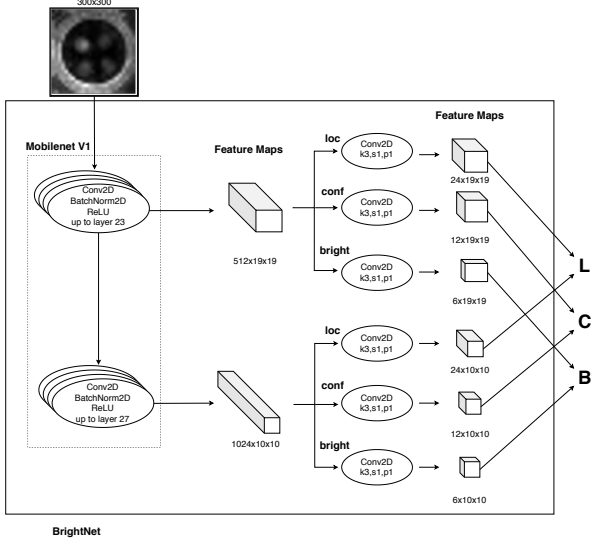 300x300
Mobilenet V1
Conv2D
BatchNorm2D
ReLU
up to layer 23
Feature Maps
512x19x19
loc
Conv2D
k3,s1,p1
conf
Conv2D
k3,s1,p1
bright
Conv2D
k3,s1,p1
Feature Maps
24x19x19
12x19x19
6x19x19
Conv2D
BatchNorm2D
ReLU
up to layer 27
1024x10x10
loc
Conv2D
k3,s1,p1
conf
Conv2D
k3,s1,p1
bright
Conv2D
k3,s1,p1
24x10x10
12x10x10
6x10x10
L
C
B
BrightNet